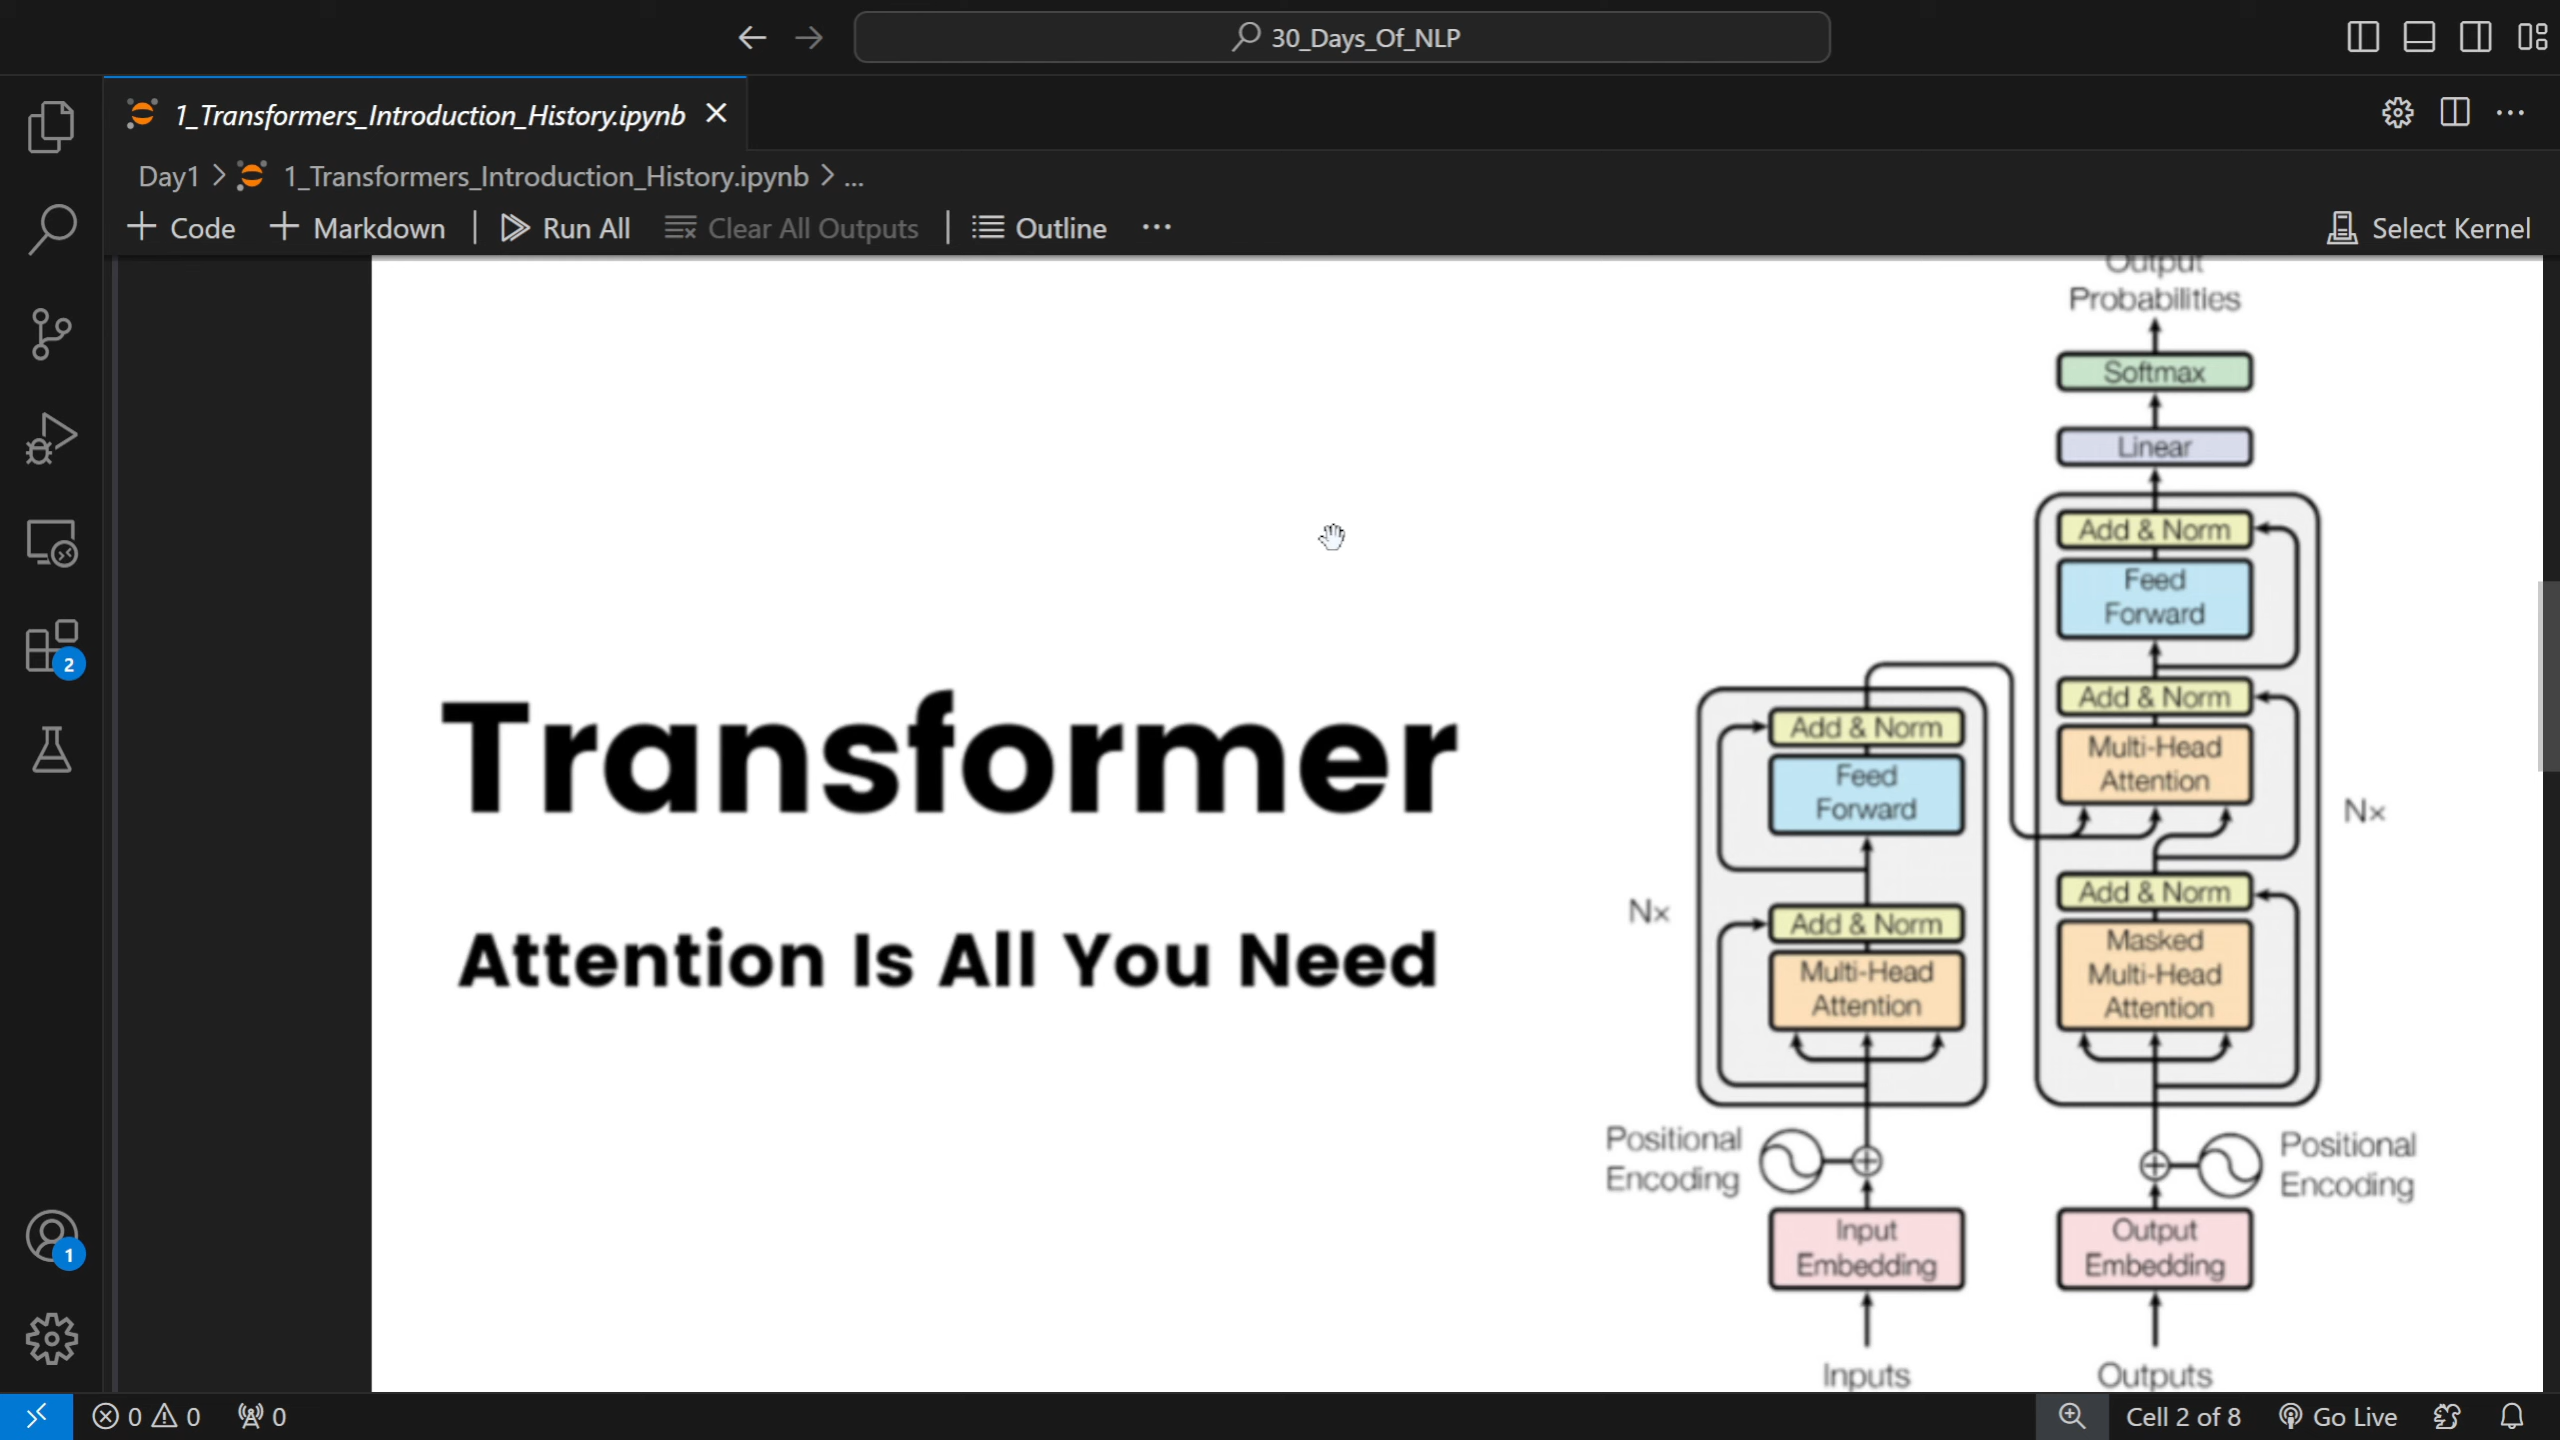 30_Days_Of_NLP
1_Transformers_Introduction_History.ipynb
Day1 > 1_Transformers_Introduction_History.ipynb > ...
+ Code + Markdown | Run All Clear All Outputs | Outline ...
Select Kernel
Transformer
Attention Is All You Need
Output
Probabilities
Softmax
Linear
Add & Norm
Feed
Forward
Add & Norm
Multi-Head
Attention
Nx
Add & Norm
Masked
Multi-Head
Attention
Add & Norm
Feed
Forward
Nx
Add & Norm
Multi-Head
Attention
Positional
Encoding
Positional
Encoding
Input
Embedding
Output
Embedding
Inputs
Outputs
2
1
0 0 0
Cell 2 of 8
Go Live